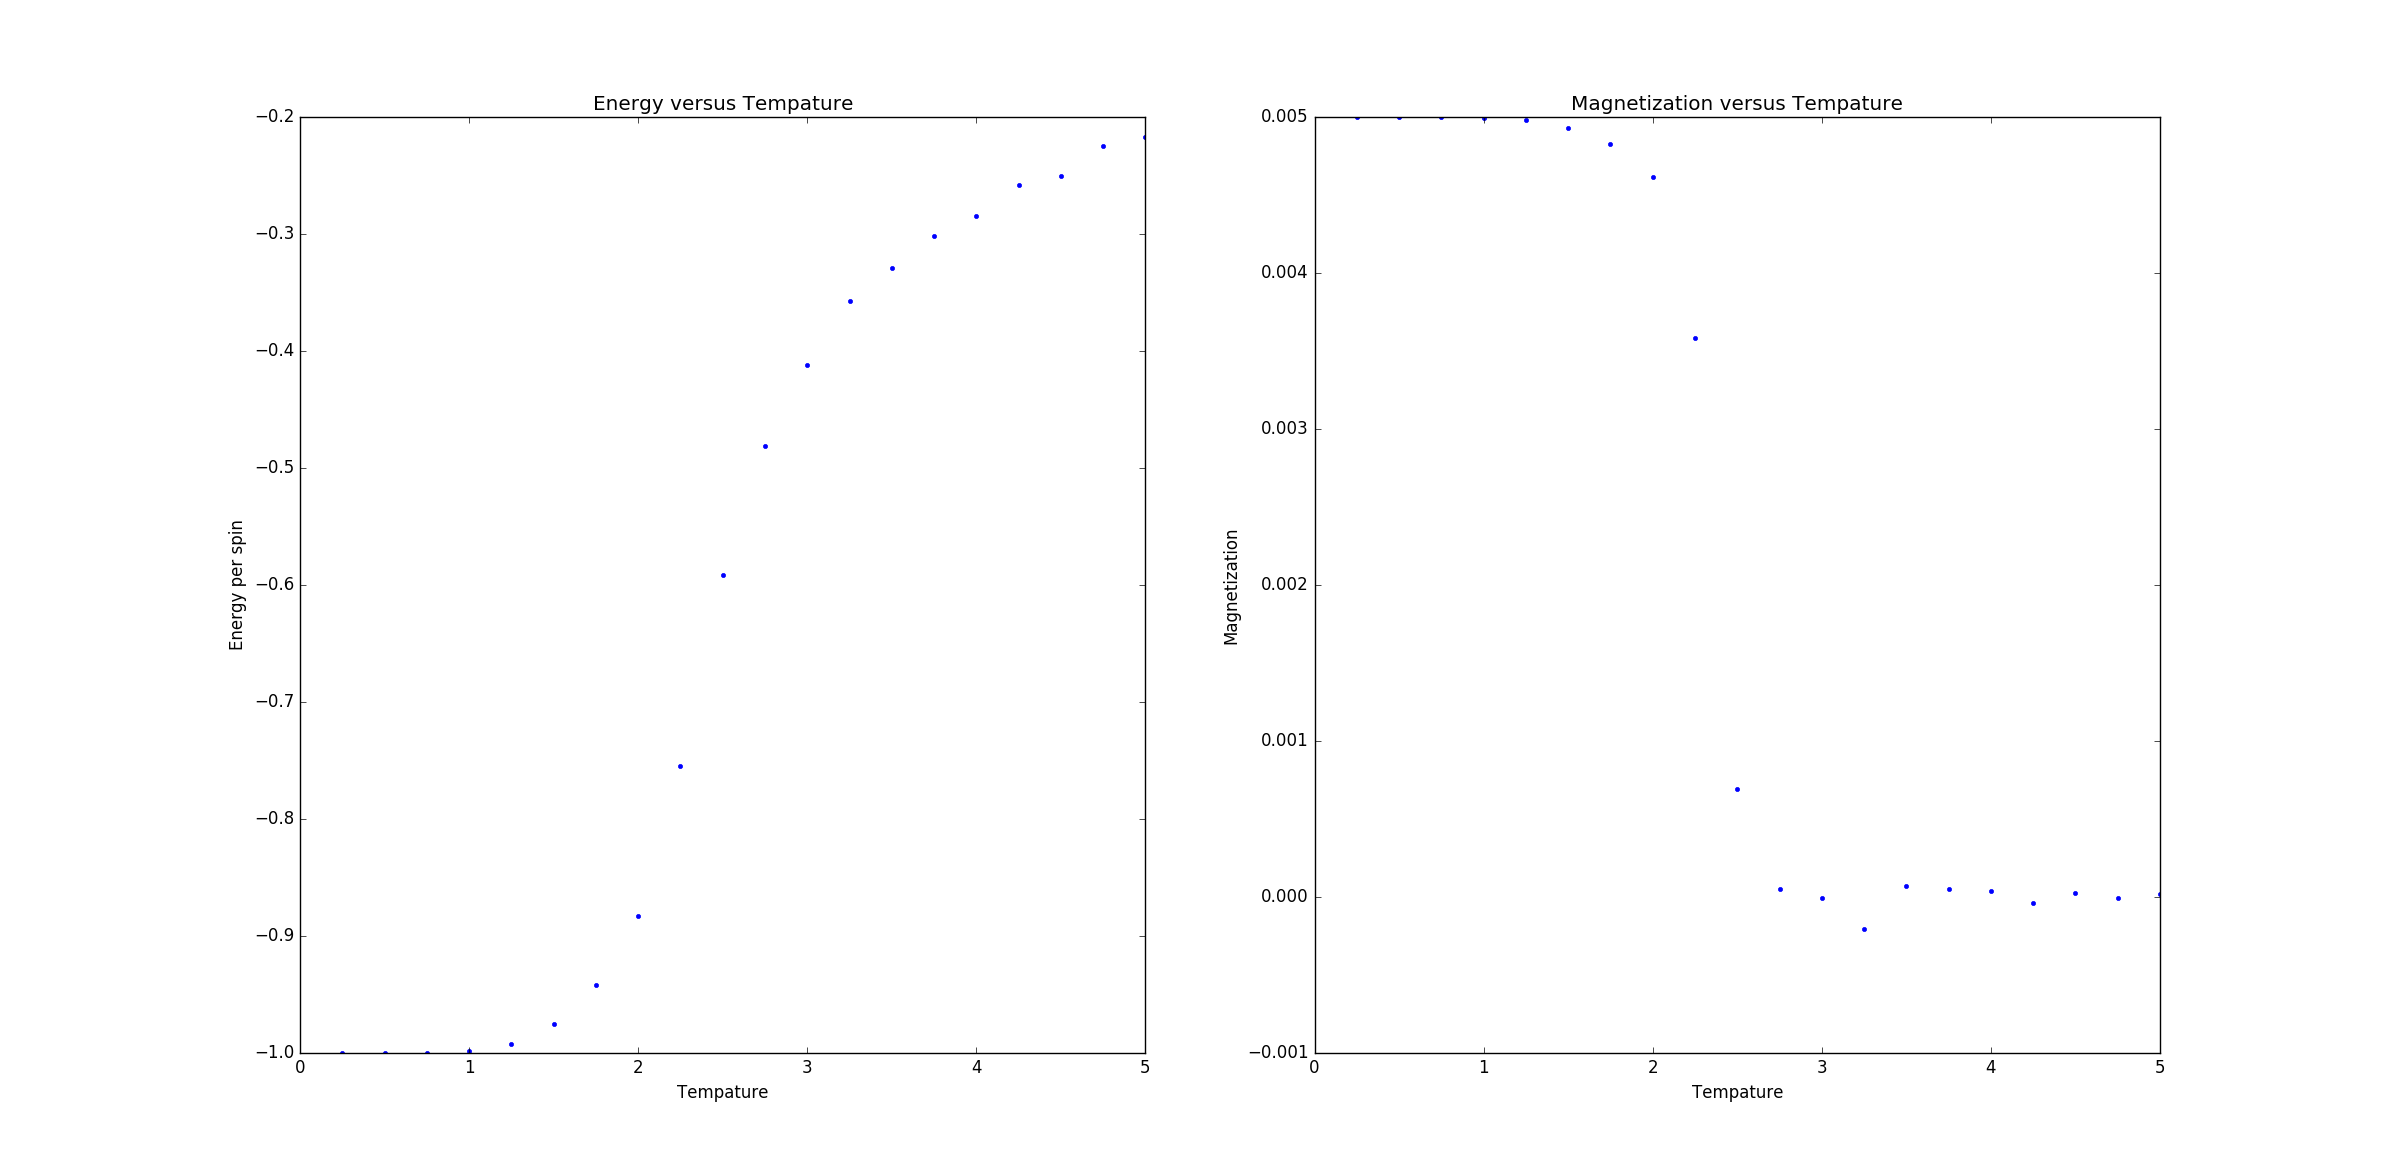 Energy versus Tempature
−0.2
−0.3
−0.4
−0.5
−0.6
−0.7
−0.8
−0.9
−1.0
Energy per spin
0 1 2 3 4 5
Tempature
Magnetization versus Tempature
0.005
0.004
0.003
0.002
0.001
0.000
−0.001
Magnetization
0 1 2 3 4 5
Tempature